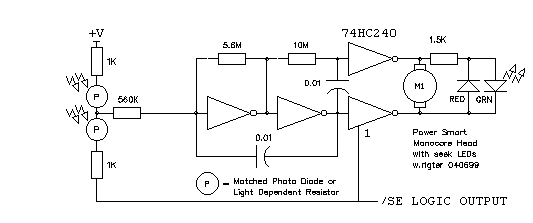 74HC240
+V
5.6M
10M
1.5K
1K
P
0.01
M1
P
560K
RED
GRN
0.01
1
1K
Power Smart
Monocore Head
with seek LEDs
w.rigter 040699
P = Matched Photo Diode or
Light Dependent Resistor
/SE LOGIC OUTPUT